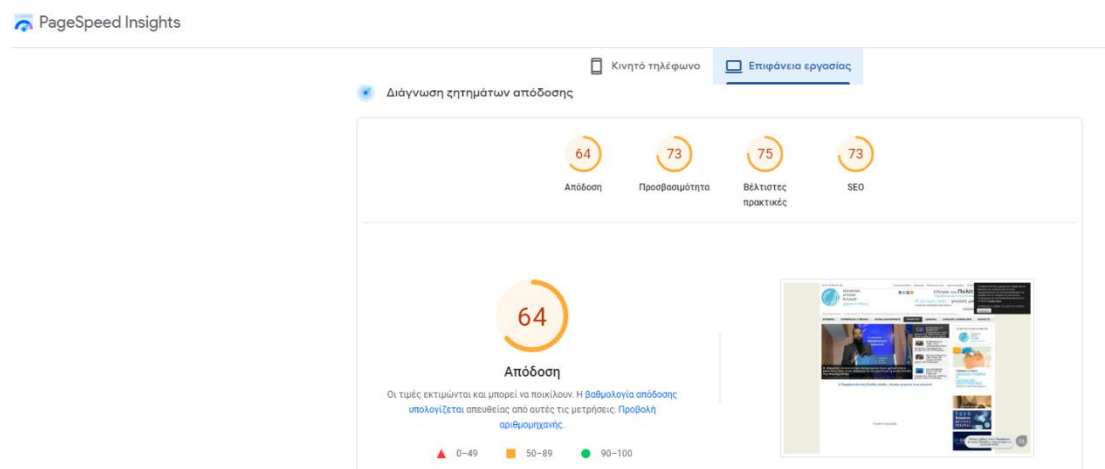 PageSpeed Insights
Κινητό τηλέφωνο Επιφάνεια εργασίας
Διάγνωση ζητημάτων απόδοσης
64 73 75 73
Απόδοση Προσβασιμότητα Βέλτιστες πρακτικές SEO
64
Απόδοση
Οι τιμές εκτιμώνται και μπορεί να ποικίλουν. Η βαθμολογία απόδοσης
υπολογίζεται απευθείας από αυτές τις μετρήσεις. Προβολή
αριθμομηχανής.
0–49 50–89 90–100